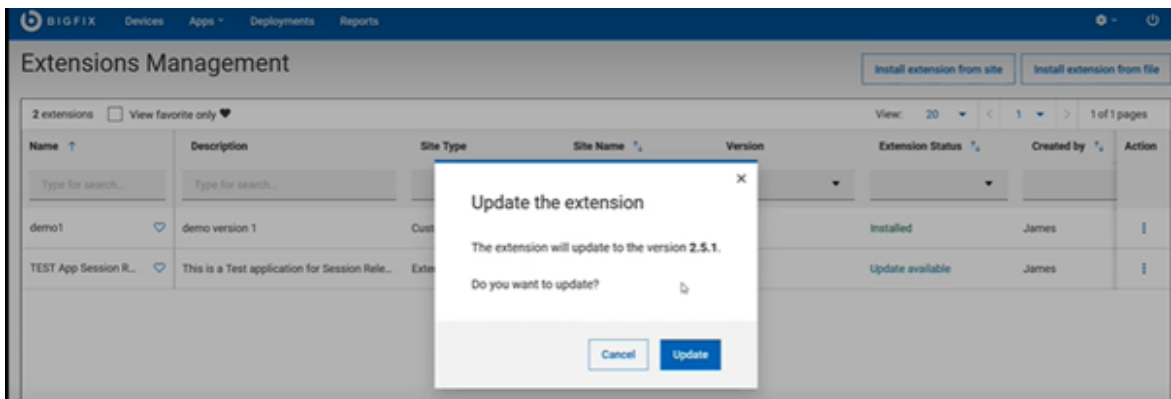 BIGFIX Devices Apps Deployments Reports
Extensions Management
Install extension from site Install extension from file
2 extensions View favorite only View: 20 1 1 of 1 pages
Name Description Site Type Site Name Version Extension Status Created by Action
Type for search... Type for search...
demo1 demo version 1 Cust Installed James
TEST App Session R... This is a Test application for Session Rele... Exte Update available James
Update the extension
The extension will update to the version 2.5.1.
Do you want to update?
Cancel Update